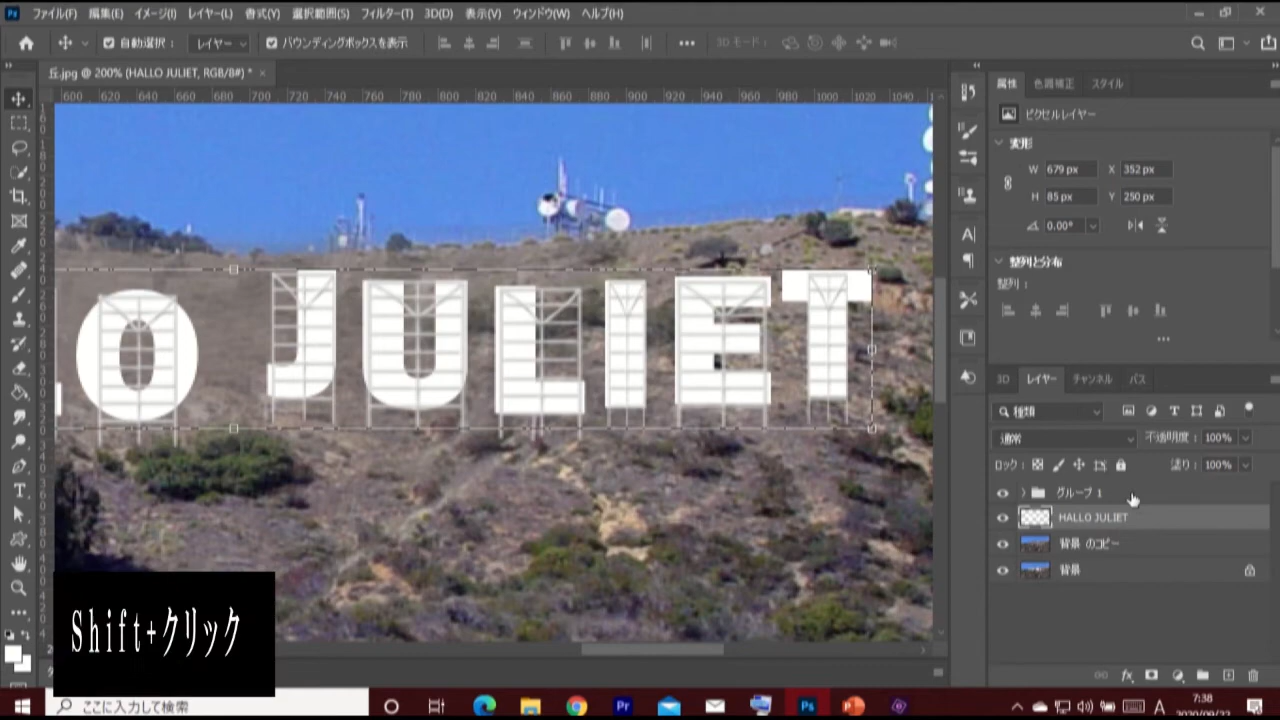 ファイル(F) 編集(E) イメージ(I) レイヤー(L) 書式(Y) 選択範囲(S) フィルター(T) 3D(D) 表示(V) ウィンドウ(W) ヘルプ(H)
自動選択： レイヤー バウンディングボックスを表示 3D モード：
丘.jpg @ 200% (HALLO JULIET, RGB/8#) * ×
600 620 640 660 680 700 720 740 760 780 800 820 840 860 880 900 920 940 960 980 1000 1020 1040
属性 色調補正 スタイル
ピクセルレイヤー
変形
W 679 px X 352 px
H 85 px Y 250 px
0.00°
整列と分布
整列：
LO JULIET
3D レイヤー チャンネル パス
種類
通常 不透明度： 100%
ロック： 塗り： 100%
グループ 1
HALLO JULIET
背景 のコピー
背景
Shift+クリック
ここに入力して検索
Pr Ps A 7:38
2020/09/22